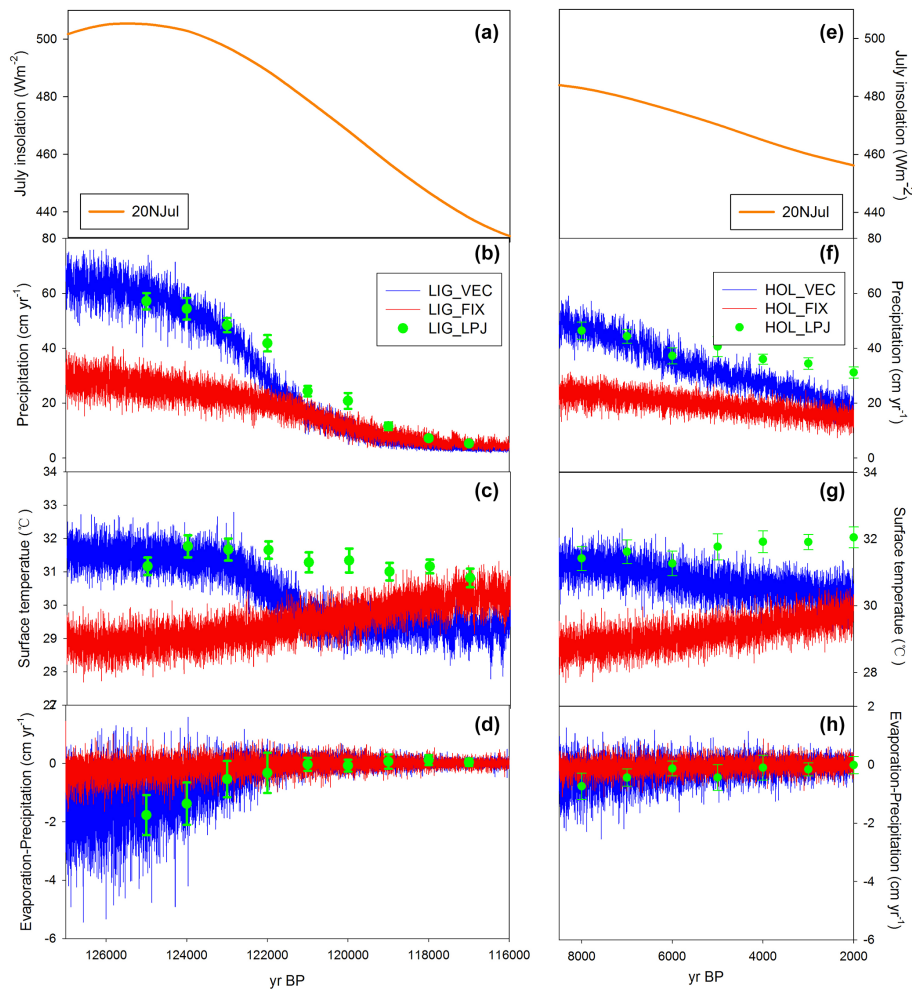 (a)
July insolation (Wm-2)
500
480
460
440
20NJul
(e)
July insolation (Wm-2)
500
480
460
440
20NJul
(b)
Precipitation (cm yr-1)
80
60
40
20
0
LIG_VEC
LIG_FIX
LIG_LPJ
(f)
Precipitation (cm yr-1)
80
60
40
20
0
HOL_VEC
HOL_FIX
HOL_LPJ
(c)
Surface temperatue (℃)
34
33
32
31
30
29
28
(g)
Surface temperatue (℃)
34
32
30
28
(d)
Evaporation-Precipitation (cm yr-1)
2
0
-2
-4
-6
126000 124000 122000 120000 118000 116000
yr BP
(h)
Evaporation-Precipitation (cm yr-1)
2
0
-2
-4
-6
8000 6000 4000 2000
yr BP